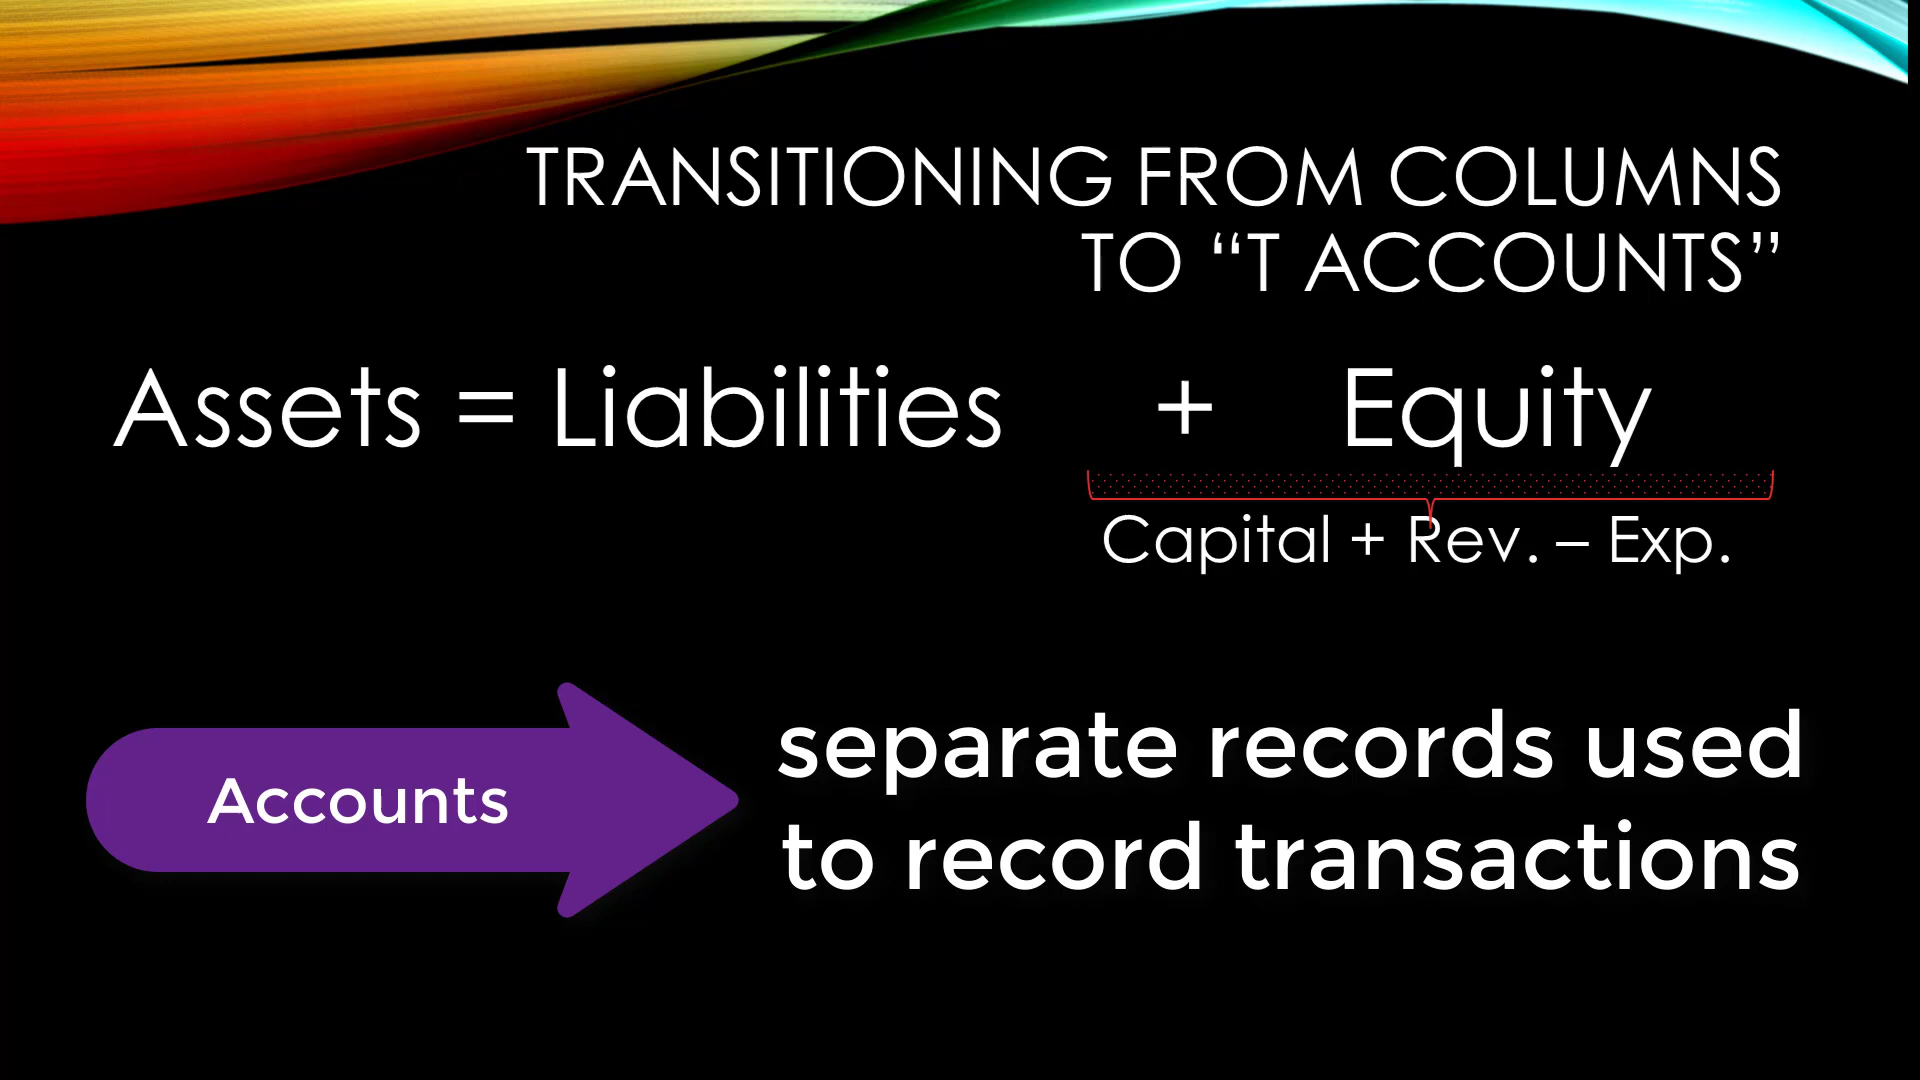 TRANSITIONING FROM COLUMNS
TO “T ACCOUNTS”
Assets = Liabilities + Equity
Capital + Rev. – Exp.
Accounts
separate records used
to record transactions